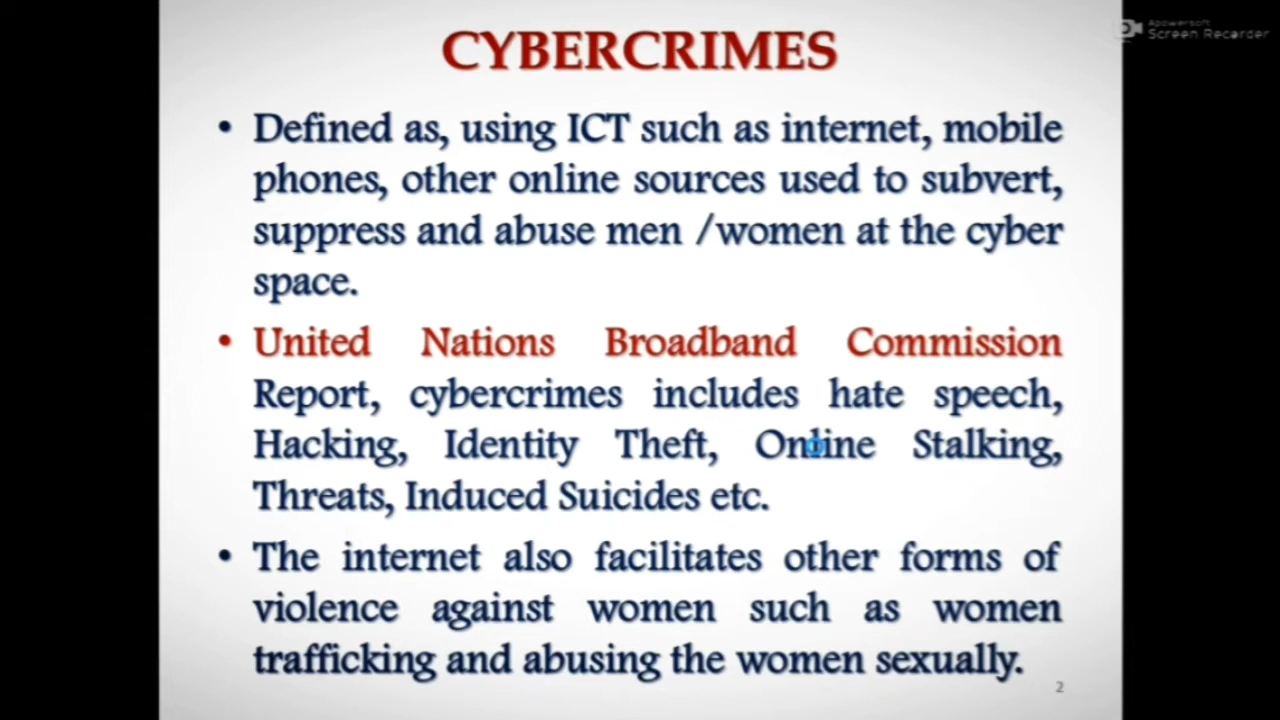 Apowersoft
Screen Recorder
CYBERCRIMES
• Defined as, using ICT such as internet, mobile
phones, other online sources used to subvert,
suppress and abuse men /women at the cyber
space.
• United Nations Broadband Commission
Report, cybercrimes includes hate speech,
Hacking, Identity Theft, Online Stalking,
Threats, Induced Suicides etc.
• The internet also facilitates other forms of
violence against women such as women
trafficking and abusing the women sexually.
2